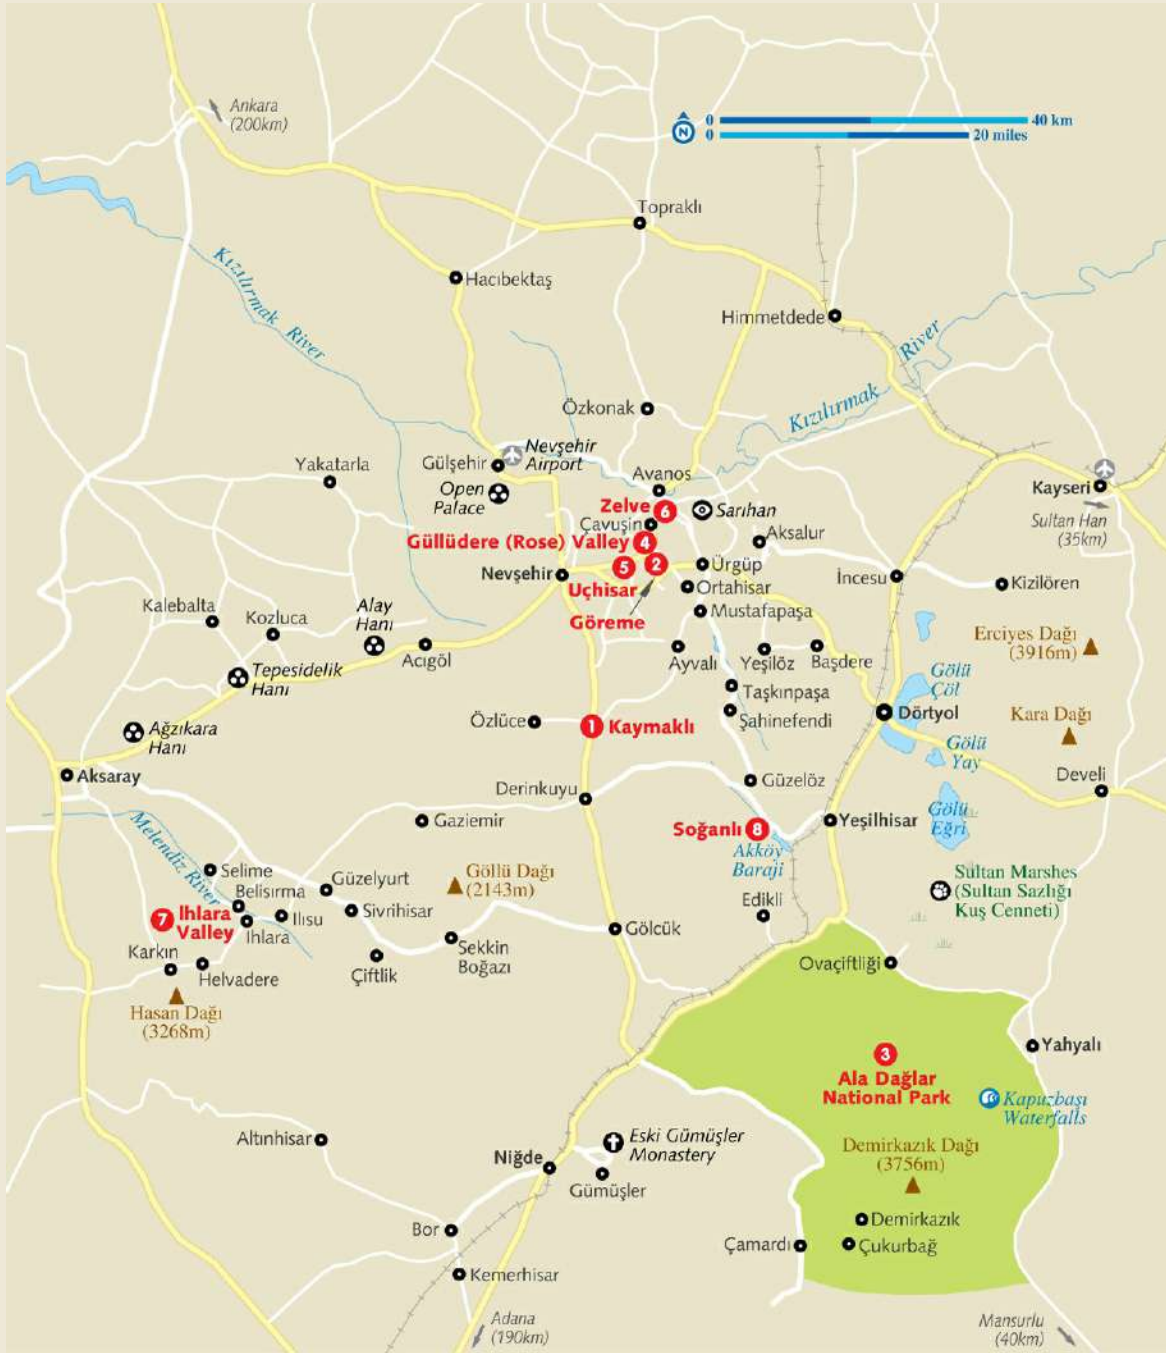 Ankara
(200km)
N
0
40 km
0
20 miles
Topraklı
Kızılırmak River
Hacıbektaş
Himmetdede
River
Kızılırmak
Özkonak
Nevşehir
Airport
Gülşehir
Yakatarla
Open
Palace
Avanos
Kayseri
Zelve
6
Sarıhan
Sultan Han
(35km)
Çavuşin
Aksalur
Güllüdere (Rose) Valley
4
Nevşehir
5
2
Ürgüp
İncesu
Kizilören
Uçhisar
Ortahisar
Kalebalta
Kozluca
Alay
Hanı
Göreme
Mustafapaşa
Erciyes Dağı
(3916m)
Acıgöl
Ayvalı
Yeşilöz
Başdere
Tepesidelik
Hanı
Gölü
Çöl
Taşkınpaşa
Özlüce
1
Kaymaklı
Şahinefendi
Dörtyol
Kara Dağı
Ağzıkara
Hanı
Gölü
Yay
Aksaray
Güzelöz
Develi
Derinkuyu
Melendiz River
Gaziemir
Soğanlı
8
Yeşilhisar
Gölü
Eğri
Akköy
Baraji
Selime
Göllü Dağı
(2143m)
Sultan Marshes
(Sultan Sazlığı
Kuş Cenneti)
Belisırma
Güzelyurt
Edikli
7
Ihlara
Valley
Ilısu
Sivrihisar
Ihlara
Gölcük
Karkın
Sekkin
Boğazı
Helvadere
Çiftlik
Ovaçiftliği
Hasan Dağı
(3268m)
Yahyalı
3
Ala Dağlar
National Park
Kapuzbaşı
Waterfalls
Altınhisar
Eski Gümüşler
Monastery
Demirkazık Dağı
(3756m)
Niğde
Gümüşler
Bor
Demirkazık
Çamardı
Çukurbağ
Kemerhisar
Adana
(190km)
Mansurlu
(40km)